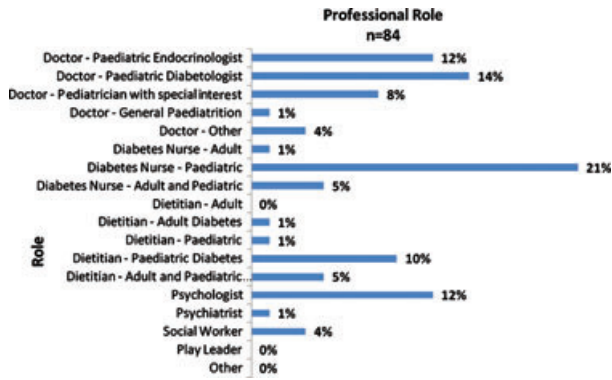 Professional Role
n=84
Doctor - Paediatric Endocrinologist 12%
Doctor - Paediatric Diabetologist 14%
Doctor - Pediatrician with special interest 8%
Doctor - General Paediatrition 1%
Doctor - Other 4%
Diabetes Nurse - Adult 1%
Diabetes Nurse - Paediatric 21%
Diabetes Nurse - Adult and Pediatric 5%
Dietitian - Adult 0%
Dietitian - Adult Diabetes 1%
Dietitian - Paediatric 1%
Dietitian - Paediatric Diabetes 10%
Dietitian - Adult and Paediatric... 5%
Psychologist 12%
Psychiatrist 1%
Social Worker 4%
Play Leader 0%
Other 0%
Role